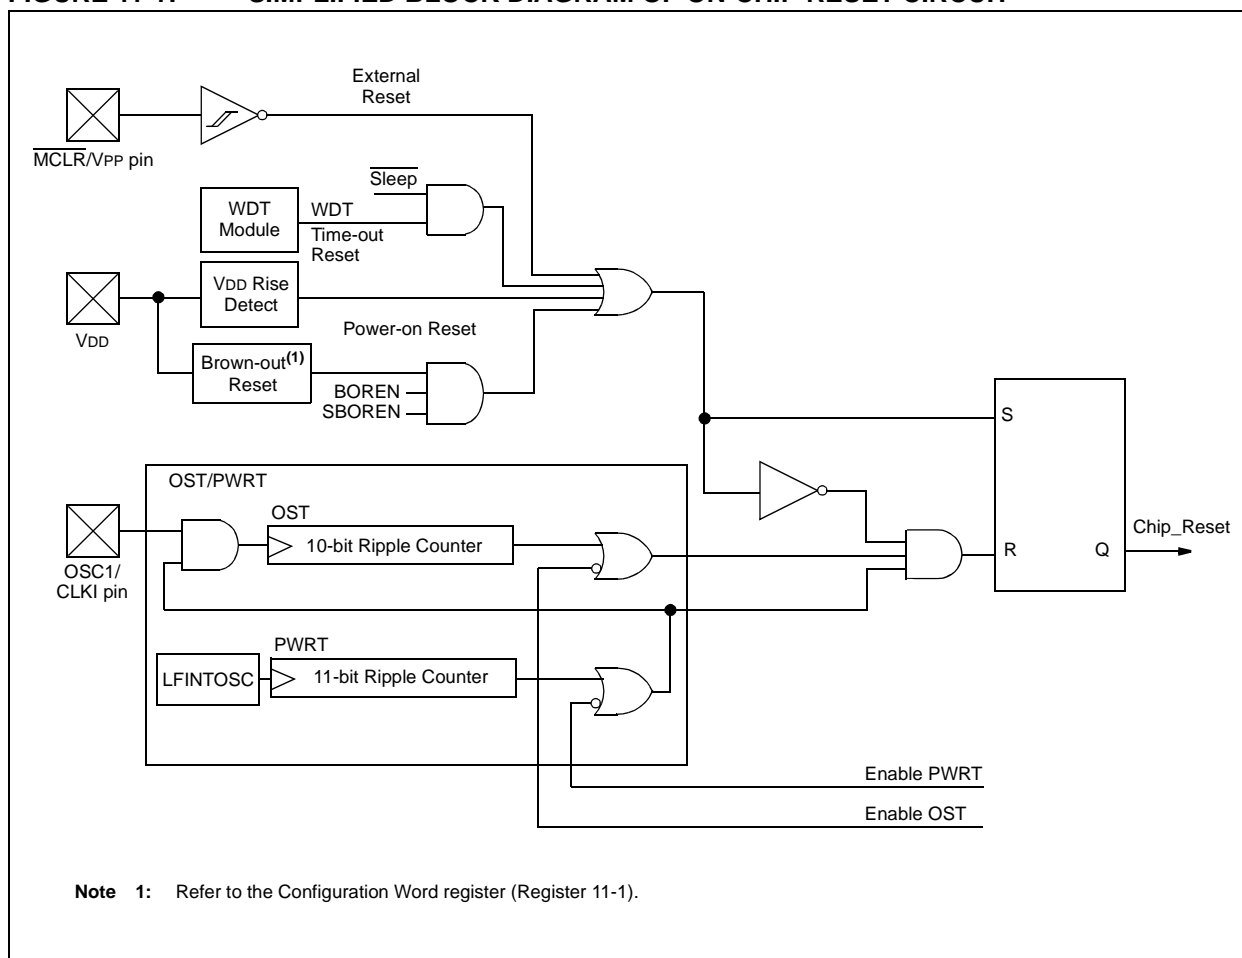 External
Reset
MCLR/VPP pin
Sleep
WDT
Module
WDT
Time-out
Reset
VDD
VDD Rise
Detect
Power-on Reset
Brown-out(1)
Reset
BOREN
SBOREN
S
R
Q
Chip_Reset
OST/PWRT
OST
10-bit Ripple Counter
OSC1/
CLKI pin
PWRT
LFINTOSC
11-bit Ripple Counter
Enable PWRT
Enable OST
Note 1: Refer to the Configuration Word register (Register 11-1).